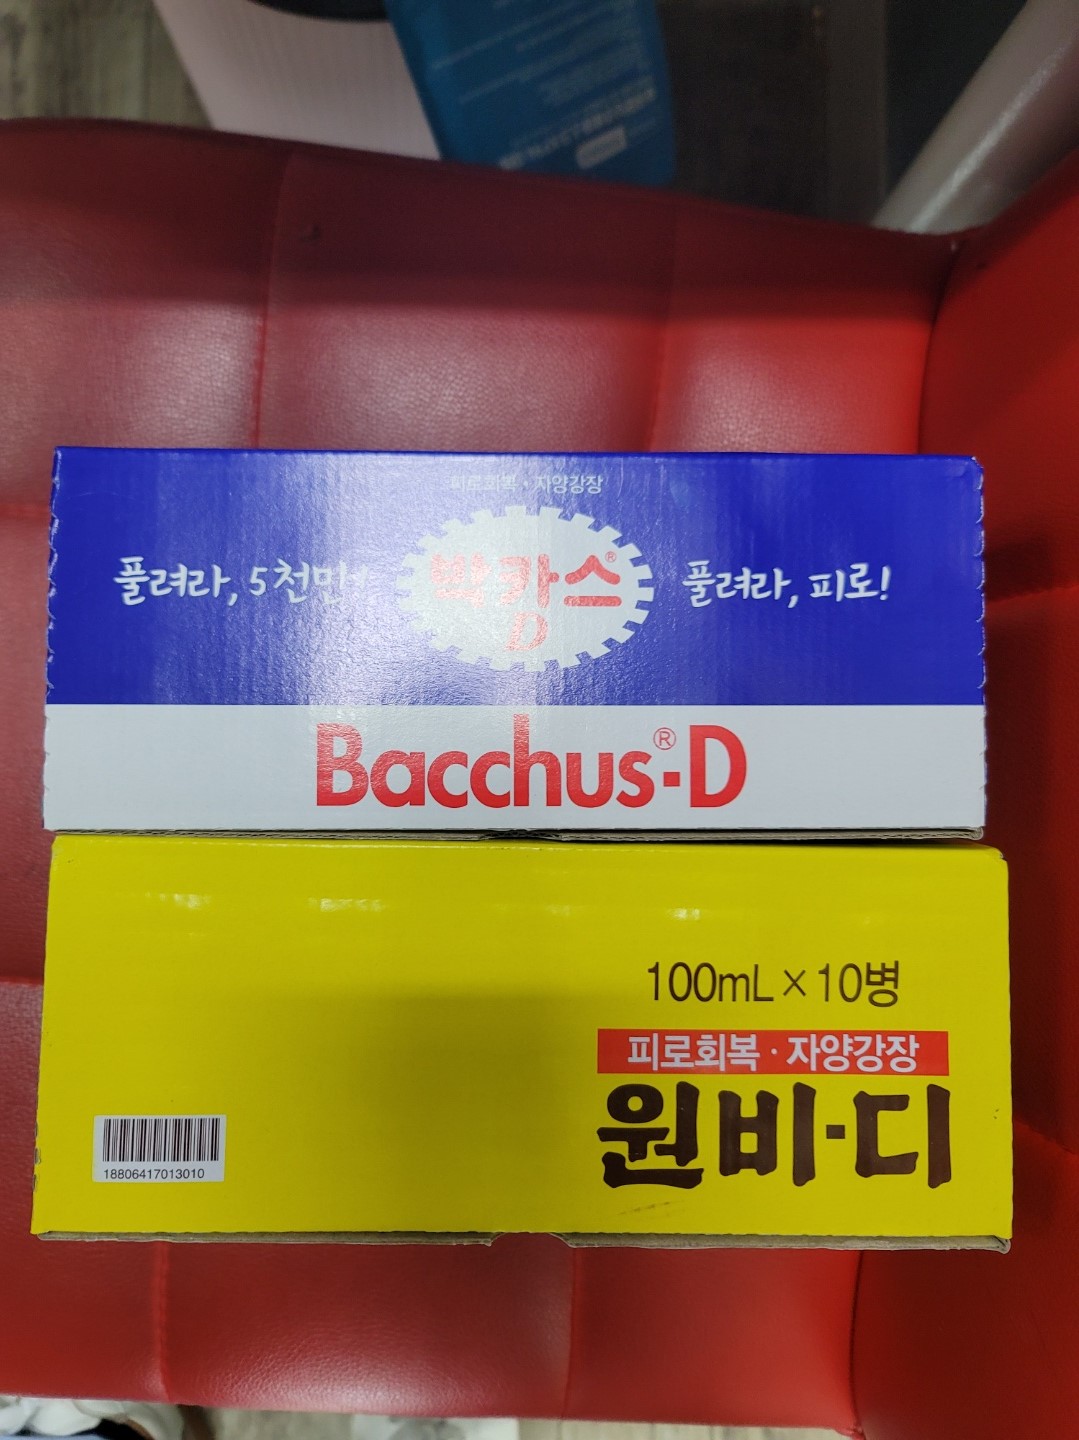 피로회복 · 자양강장
풀려라, 5천만! 박카스® 풀려라, 피로!
D
Bacchus®-D
100mL × 10병
피로회복 · 자양강장
원비-디
18806417013010